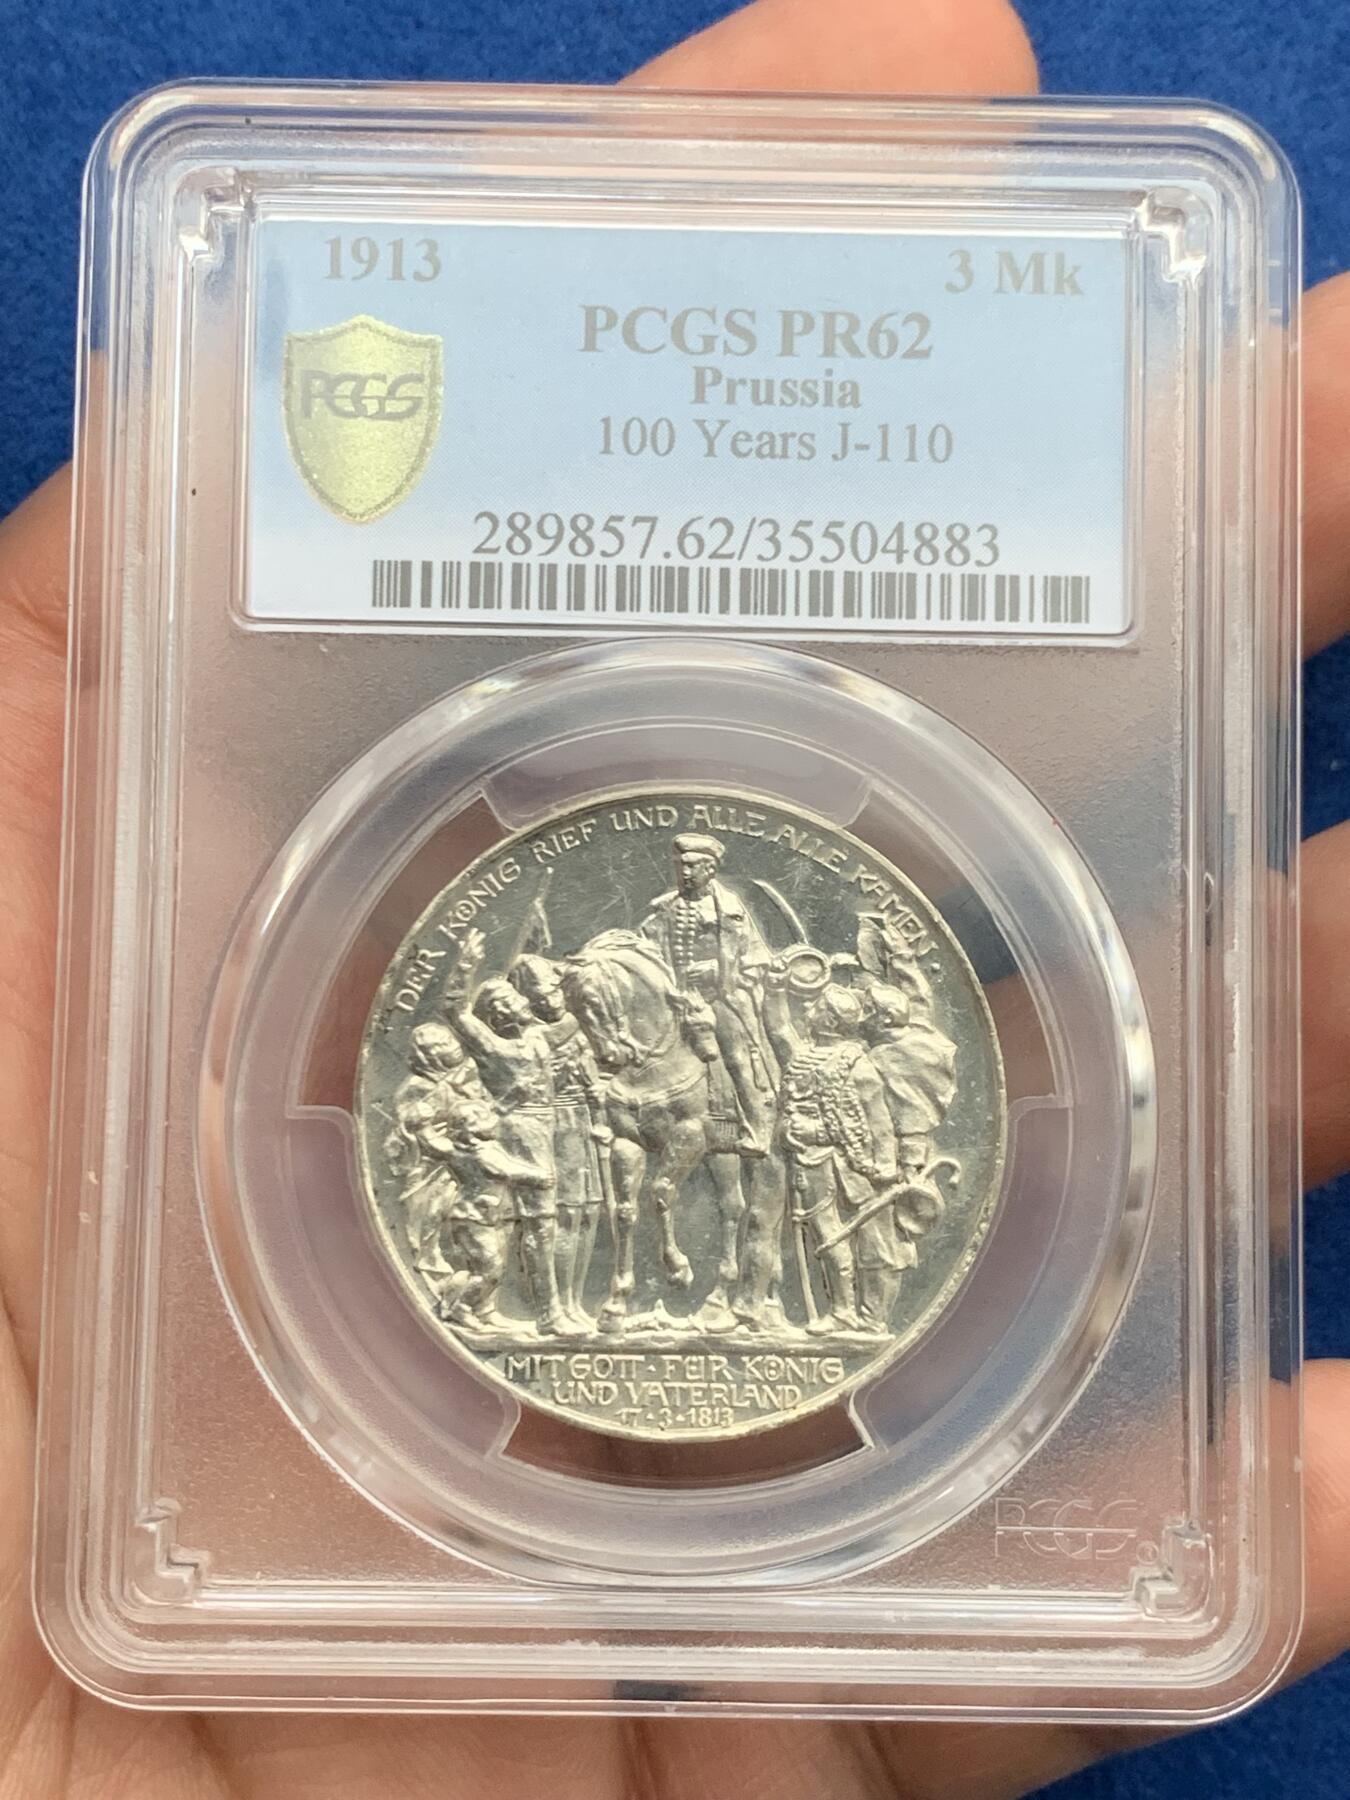 1913
3 Mk
PCGS PR62
Prussia
PCGS
100 Years J-110
289857.62/35504883
DER KÖNIG RIEF UND ALLE ALLE KAMEN
MIT GOTT · FÜR KÖNIG
UND VATERLAND
17·3·1813
PCGS